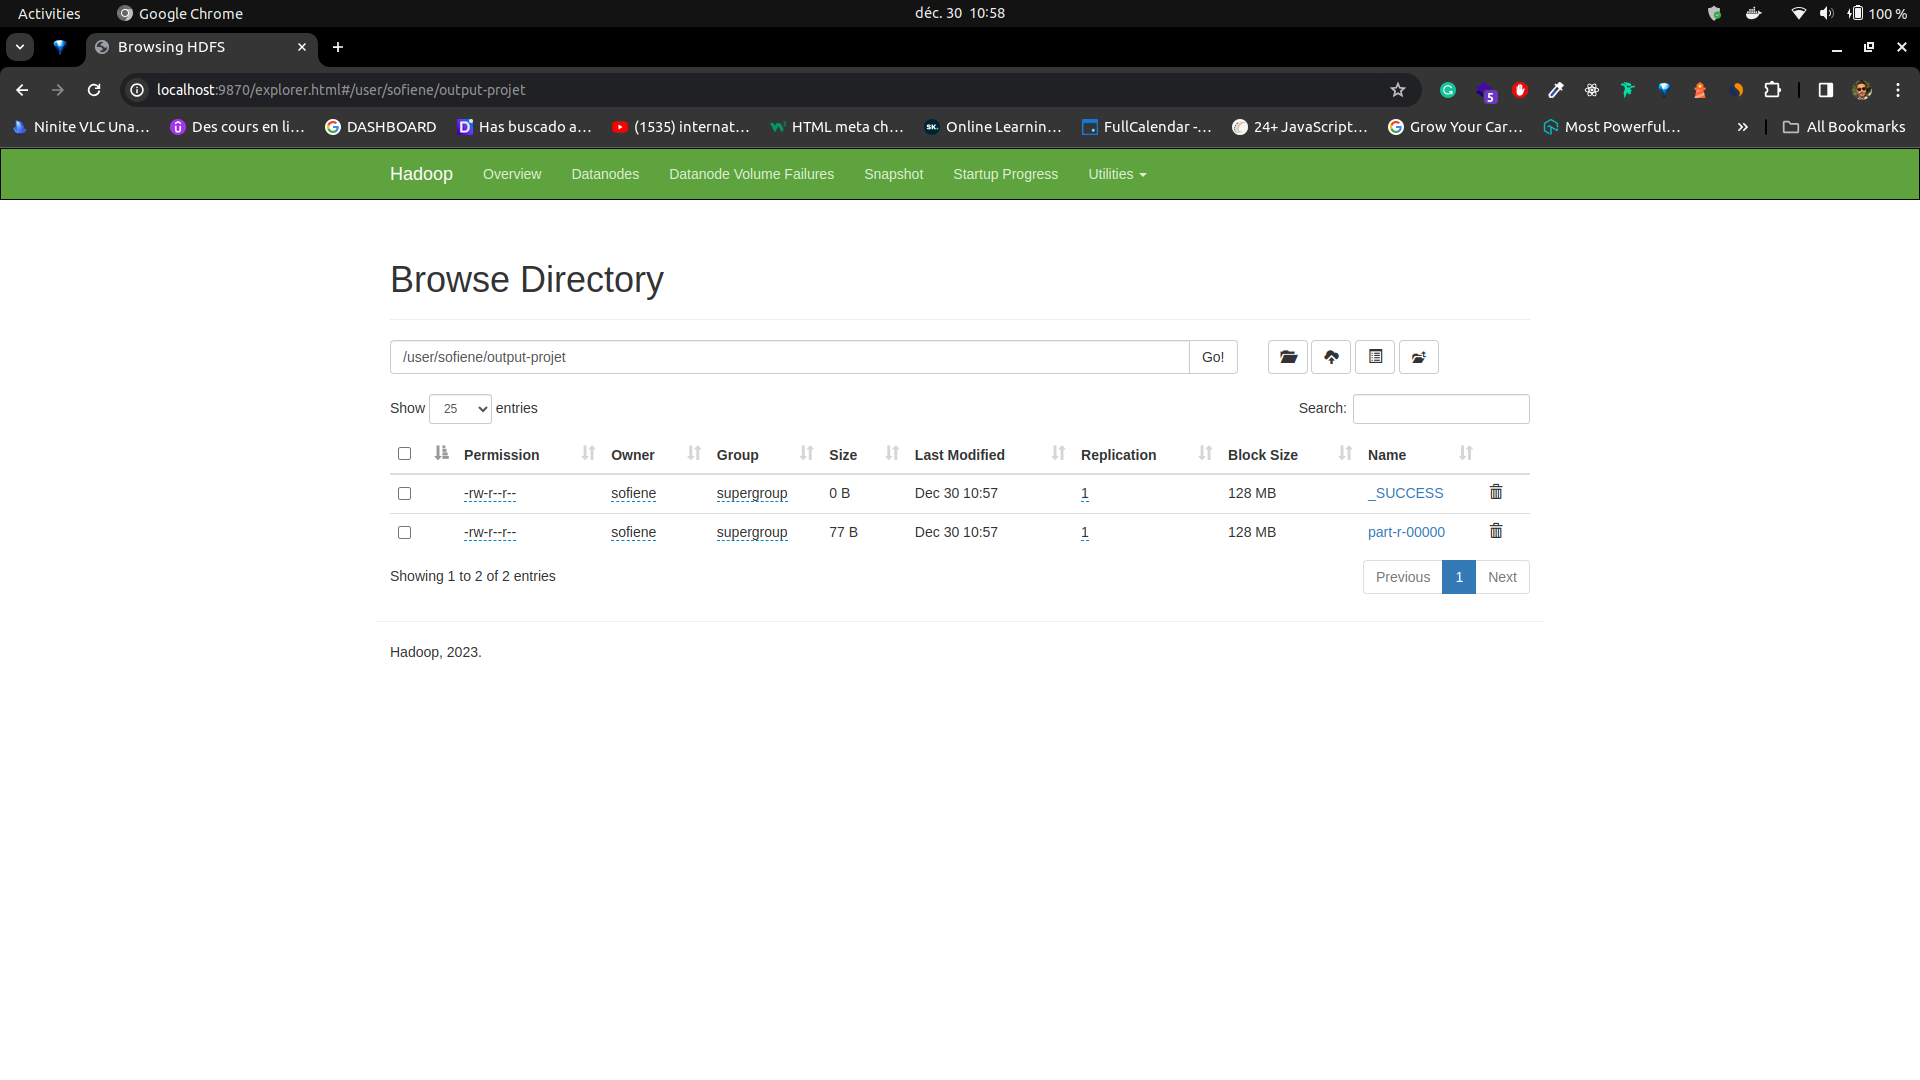 Activities Google Chrome déc. 30 10:58 100 %
Browsing HDFS
localhost:9870/explorer.html#/user/sofiene/output-projet 5
Ninite VLC Una... Des cours en li... DASHBOARD Has buscado a... (1535) internat... HTML meta ch... SK. Online Learnin... FullCalendar -... 24+ JavaScript... Grow Your Car... Most Powerful... » All Bookmarks
Hadoop Overview Datanodes Datanode Volume Failures Snapshot Startup Progress Utilities
Browse Directory
/user/sofiene/output-projet Go!
Show 25 entries Search:
Permission Owner Group Size Last Modified Replication Block Size Name
-rw-r--r-- sofiene supergroup 0 B Dec 30 10:57 1 128 MB _SUCCESS
-rw-r--r-- sofiene supergroup 77 B Dec 30 10:57 1 128 MB part-r-00000
Showing 1 to 2 of 2 entries Previous 1 Next
Hadoop, 2023.